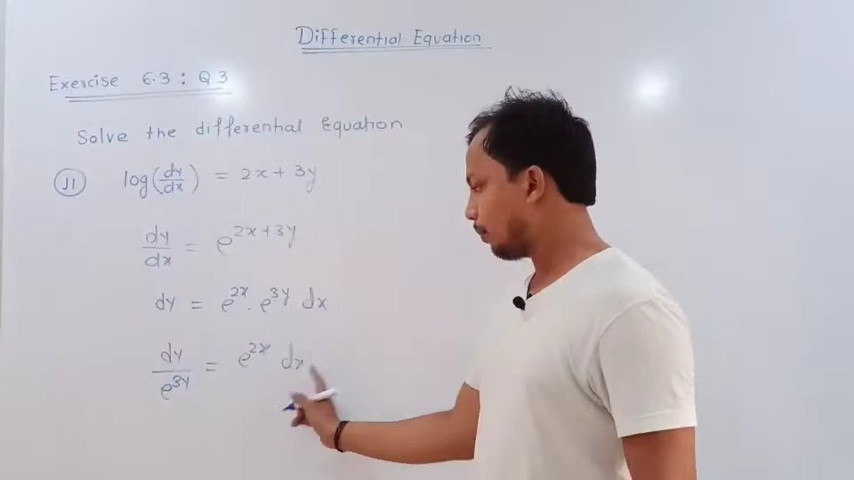 Differential Equation
Exercise 6.3 : Q3
Solve the differential Equation
(11) log(dy/dx) = 2x + 3y
dy/dx = e^{2x+3y}
dy = e^{2x} . e^{3y} dx
dy/e^{3y} = e^{2x} dx